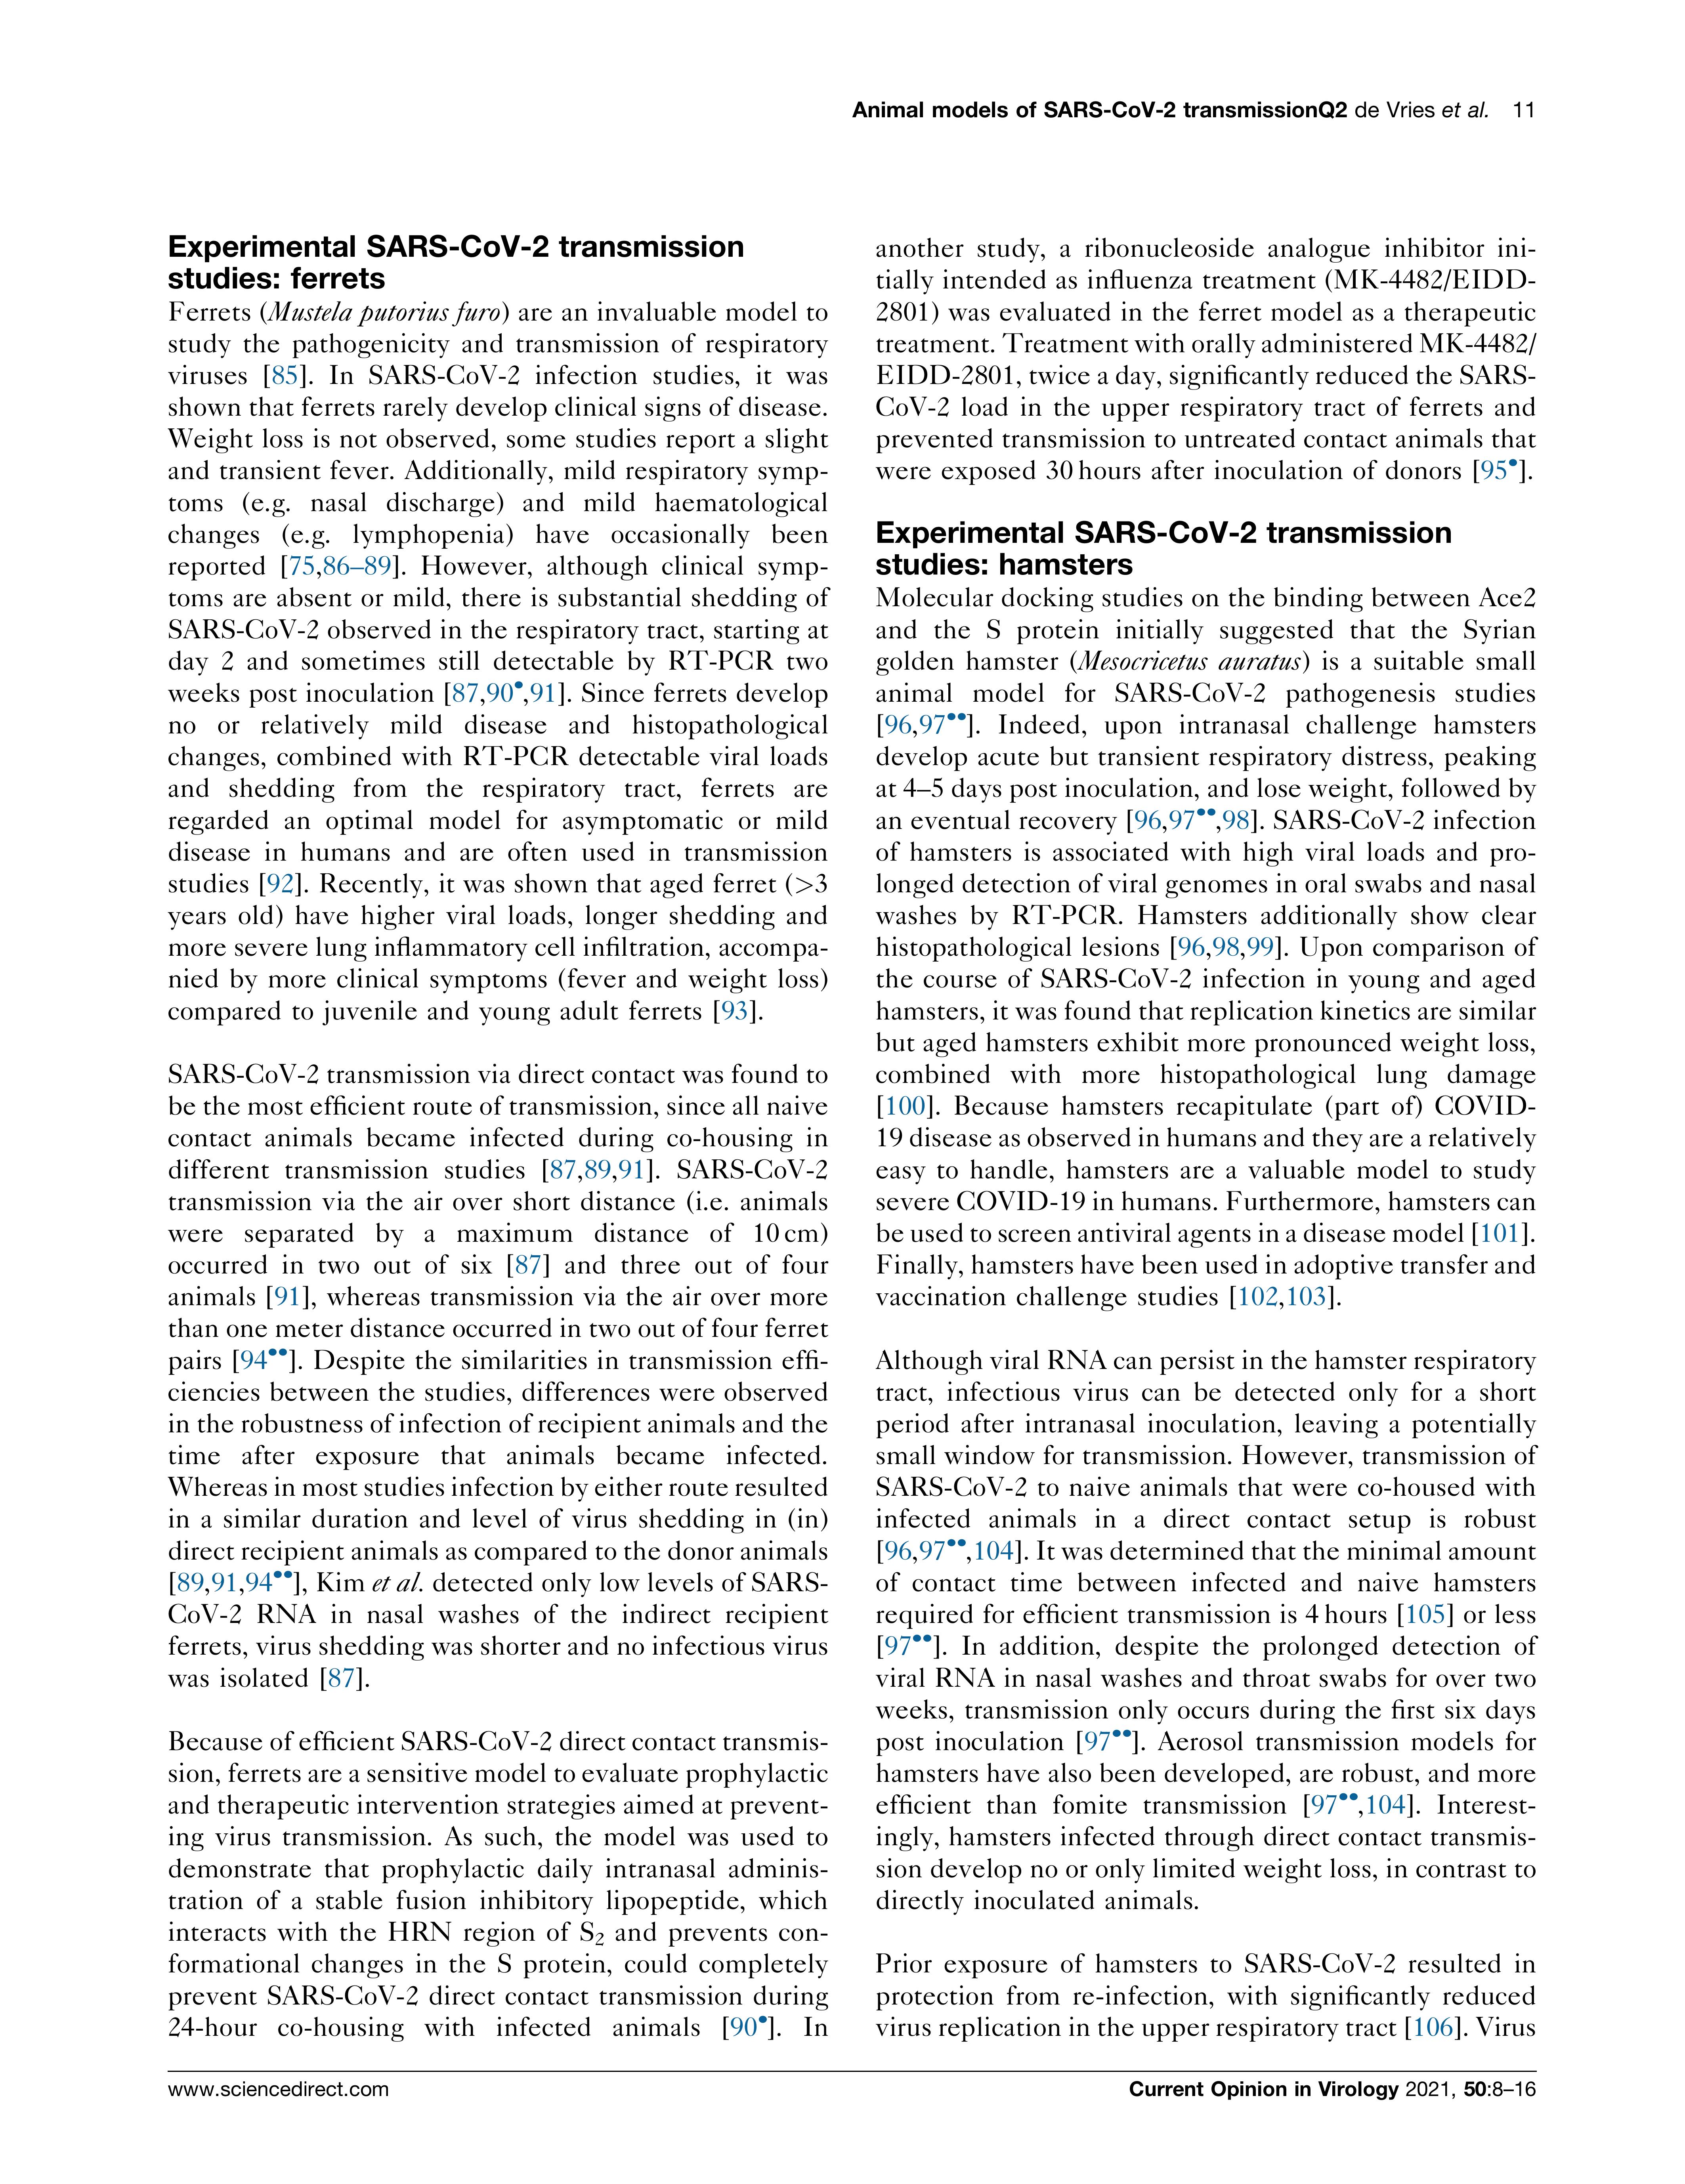 Animal models of SARS-CoV-2 transmissionQ2 de Vries et al. 11
Experimental SARS-CoV-2 transmission
studies: ferrets
Ferrets (Mustela putorius furo) are an invaluable model to
study the pathogenicity and transmission of respiratory
viruses [85]. In SARS-CoV-2 infection studies, it was
shown that ferrets rarely develop clinical signs of disease.
Weight loss is not observed, some studies report a slight
and transient fever. Additionally, mild respiratory symp-
toms (e.g. nasal discharge) and mild haematological
changes (e.g. lymphopenia) have occasionally been
reported [75,86–89]. However, although clinical symp-
toms are absent or mild, there is substantial shedding of
SARS-CoV-2 observed in the respiratory tract, starting at
day 2 and sometimes still detectable by RT-PCR two
weeks post inoculation [87,90•,91]. Since ferrets develop
no or relatively mild disease and histopathological
changes, combined with RT-PCR detectable viral loads
and shedding from the respiratory tract, ferrets are
regarded an optimal model for asymptomatic or mild
disease in humans and are often used in transmission
studies [92]. Recently, it was shown that aged ferret (>3
years old) have higher viral loads, longer shedding and
more severe lung inflammatory cell infiltration, accompa-
nied by more clinical symptoms (fever and weight loss)
compared to juvenile and young adult ferrets [93].
SARS-CoV-2 transmission via direct contact was found to
be the most efficient route of transmission, since all naive
contact animals became infected during co-housing in
different transmission studies [87,89,91]. SARS-CoV-2
transmission via the air over short distance (i.e. animals
were separated by a maximum distance of 10 cm)
occurred in two out of six [87] and three out of four
animals [91], whereas transmission via the air over more
than one meter distance occurred in two out of four ferret
pairs [94••]. Despite the similarities in transmission effi-
ciencies between the studies, differences were observed
in the robustness of infection of recipient animals and the
time after exposure that animals became infected.
Whereas in most studies infection by either route resulted
in a similar duration and level of virus shedding in (in)
direct recipient animals as compared to the donor animals
[89,91,94••], Kim et al. detected only low levels of SARS-
CoV-2 RNA in nasal washes of the indirect recipient
ferrets, virus shedding was shorter and no infectious virus
was isolated [87].
Because of efficient SARS-CoV-2 direct contact transmis-
sion, ferrets are a sensitive model to evaluate prophylactic
and therapeutic intervention strategies aimed at prevent-
ing virus transmission. As such, the model was used to
demonstrate that prophylactic daily intranasal adminis-
tration of a stable fusion inhibitory lipopeptide, which
interacts with the HRN region of S₂ and prevents con-
formational changes in the S protein, could completely
prevent SARS-CoV-2 direct contact transmission during
24-hour co-housing with infected animals [90•]. In
another study, a ribonucleoside analogue inhibitor ini-
tially intended as influenza treatment (MK-4482/EIDD-
2801) was evaluated in the ferret model as a therapeutic
treatment. Treatment with orally administered MK-4482/
EIDD-2801, twice a day, significantly reduced the SARS-
CoV-2 load in the upper respiratory tract of ferrets and
prevented transmission to untreated contact animals that
were exposed 30 hours after inoculation of donors [95•].
Experimental SARS-CoV-2 transmission
studies: hamsters
Molecular docking studies on the binding between Ace2
and the S protein initially suggested that the Syrian
golden hamster (Mesocricetus auratus) is a suitable small
animal model for SARS-CoV-2 pathogenesis studies
[96,97••]. Indeed, upon intranasal challenge hamsters
develop acute but transient respiratory distress, peaking
at 4–5 days post inoculation, and lose weight, followed by
an eventual recovery [96,97••,98]. SARS-CoV-2 infection
of hamsters is associated with high viral loads and pro-
longed detection of viral genomes in oral swabs and nasal
washes by RT-PCR. Hamsters additionally show clear
histopathological lesions [96,98,99]. Upon comparison of
the course of SARS-CoV-2 infection in young and aged
hamsters, it was found that replication kinetics are similar
but aged hamsters exhibit more pronounced weight loss,
combined with more histopathological lung damage
[100]. Because hamsters recapitulate (part of) COVID-
19 disease as observed in humans and they are a relatively
easy to handle, hamsters are a valuable model to study
severe COVID-19 in humans. Furthermore, hamsters can
be used to screen antiviral agents in a disease model [101].
Finally, hamsters have been used in adoptive transfer and
vaccination challenge studies [102,103].
Although viral RNA can persist in the hamster respiratory
tract, infectious virus can be detected only for a short
period after intranasal inoculation, leaving a potentially
small window for transmission. However, transmission of
SARS-CoV-2 to naive animals that were co-housed with
infected animals in a direct contact setup is robust
[96,97••,104]. It was determined that the minimal amount
of contact time between infected and naive hamsters
required for efficient transmission is 4 hours [105] or less
[97••]. In addition, despite the prolonged detection of
viral RNA in nasal washes and throat swabs for over two
weeks, transmission only occurs during the first six days
post inoculation [97••]. Aerosol transmission models for
hamsters have also been developed, are robust, and more
efficient than fomite transmission [97••,104]. Interest-
ingly, hamsters infected through direct contact transmis-
sion develop no or only limited weight loss, in contrast to
directly inoculated animals.
Prior exposure of hamsters to SARS-CoV-2 resulted in
protection from re-infection, with significantly reduced
virus replication in the upper respiratory tract [106]. Virus
www.sciencedirect.com
Current Opinion in Virology 2021, 50:8–16